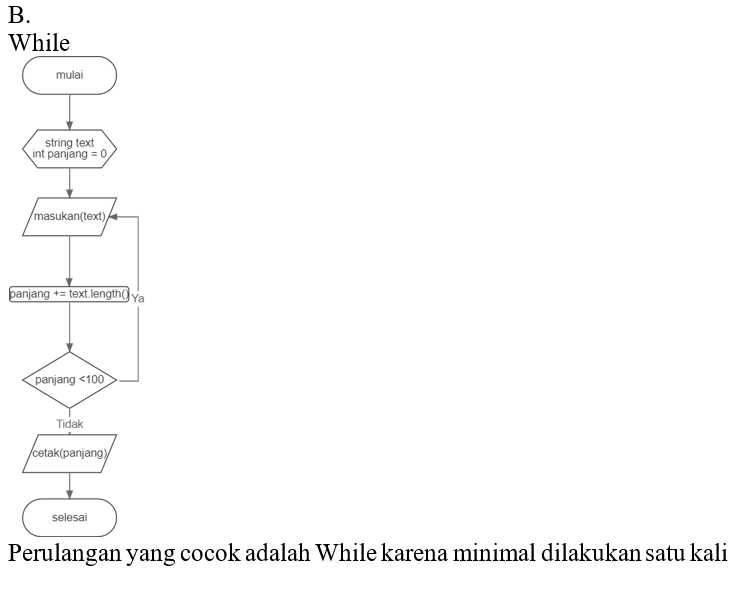 B.
While
mulai
string text
int panjang = 0
masukan(text)
panjang += text.length()
Ya
panjang <100
Tidak
cetak(panjang)
selesai
Perulangan yang cocok adalah While karena minimal dilakukan satu kali